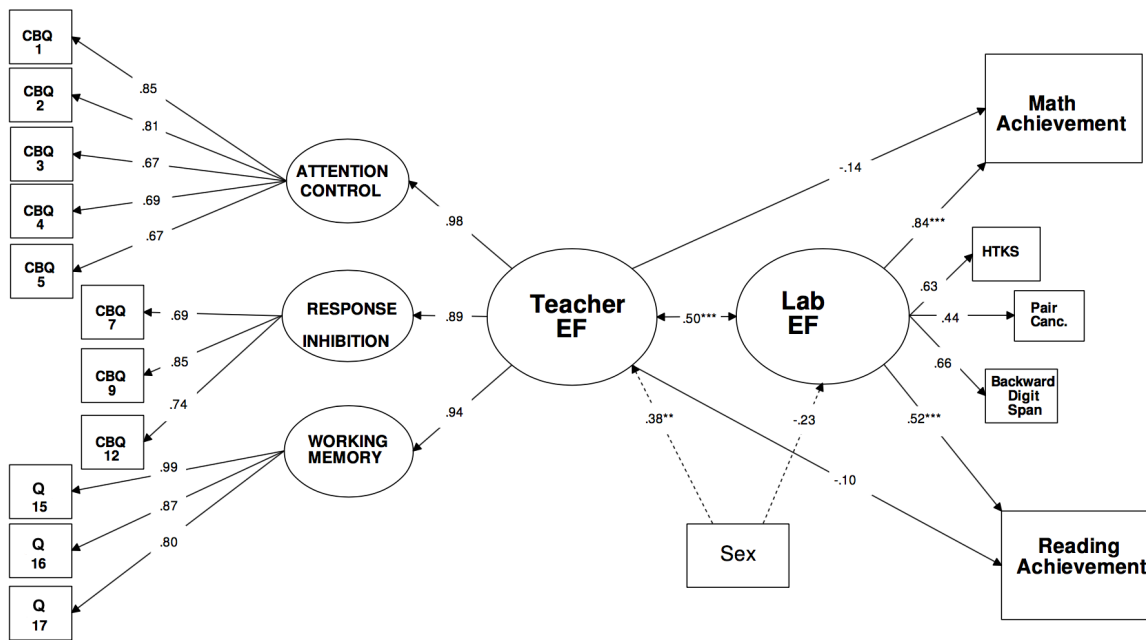 CBQ
1
CBQ
2
CBQ
3
CBQ
4
CBQ
5
CBQ
7
CBQ
9
CBQ
12
Q
15
Q
16
Q
17
.85
.81
.67
.69
.67
.69
.85
.74
.99
.87
.80
ATTENTION
CONTROL
RESPONSE
INHIBITION
WORKING
MEMORY
.98
.89
.94
Teacher
EF
.50***
Lab
EF
.38**
-.23
Sex
-.14
.84***
.63
.44
.66
.52***
-.10
Math
Achievement
HTKS
Pair
Canc.
Backward
Digit
Span
Reading
Achievement